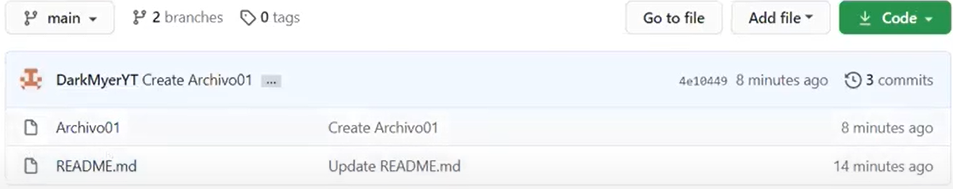 main 2 branches 0 tags Go to file Add file Code
DarkMyerYT Create Archivo01 ... 4e10449 8 minutes ago 3 commits
Archivo01 Create Archivo01 8 minutes ago
README.md Update README.md 14 minutes ago